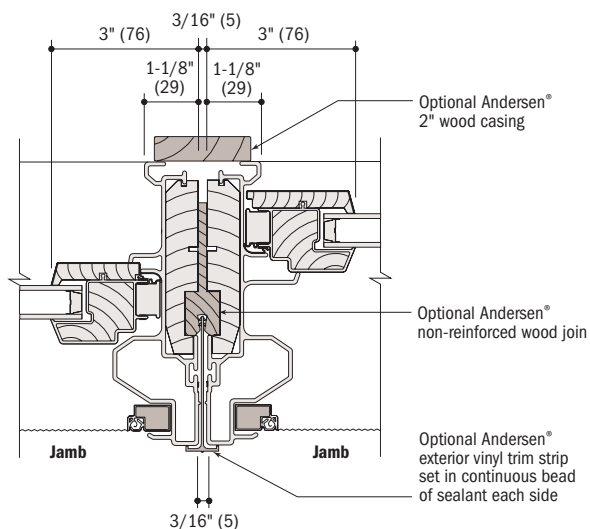 3/16" (5)
3" (76)
3" (76)
1-1/8"
(29)
1-1/8"
(29)
Optional Andersen®
2" wood casing
Optional Andersen®
non-reinforced wood join
Jamb
Jamb
Optional Andersen®
exterior vinyl trim strip
set in continuous bead
of sealant each side
3/16" (5)